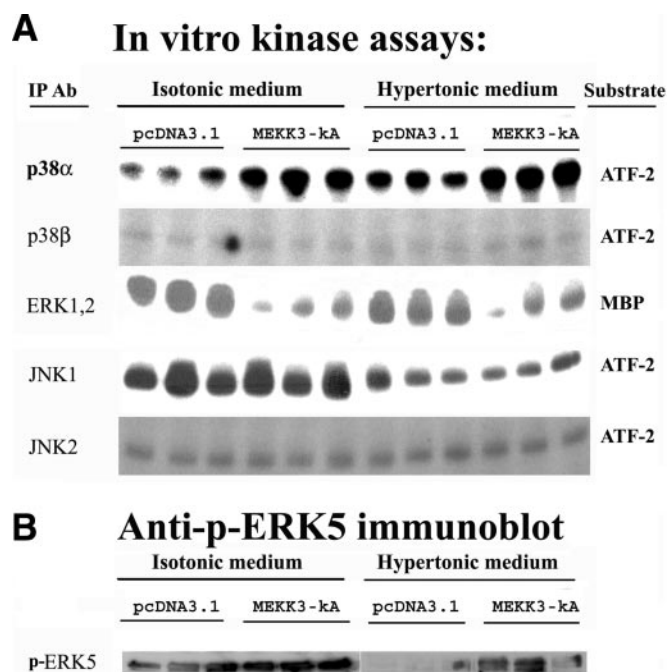 A In vitro kinase assays:
IP Ab Isotonic medium Hypertonic medium Substrate
pcDNA3.1 MEKK3-kA pcDNA3.1 MEKK3-kA
p38α ATF-2
p38β ATF-2
ERK1,2 MBP
JNK1 ATF-2
JNK2 ATF-2
B Anti-p-ERK5 immunoblot
Isotonic medium Hypertonic medium
pcDNA3.1 MEKK3-kA pcDNA3.1 MEKK3-kA
p-ERK5